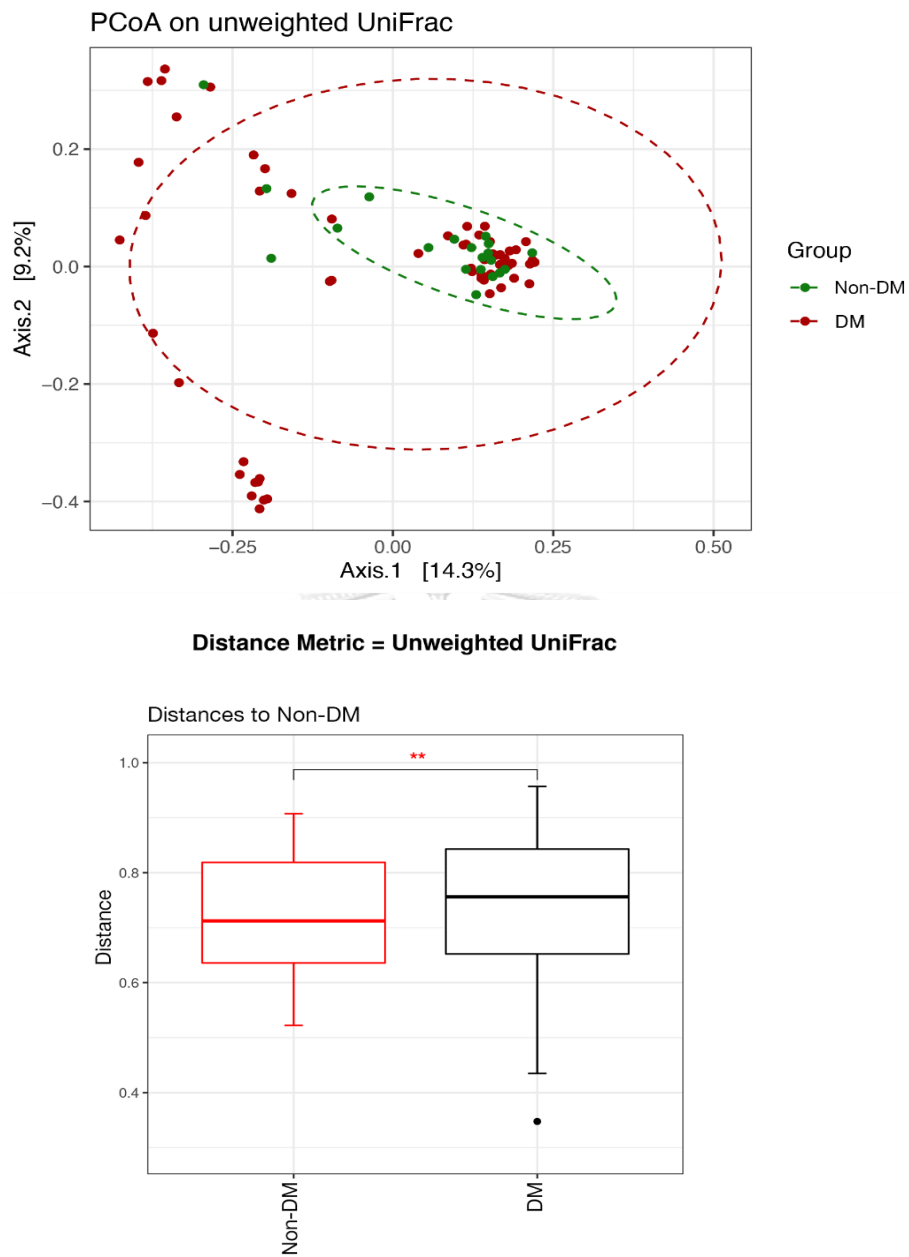 PCoA on unweighted UniFrac
0.2
0.0
−0.2
−0.4
Axis.2 [9.2%]
−0.25
0.00
0.25
0.50
Axis.1 [14.3%]
Group
Non-DM
DM
Distance Metric = Unweighted UniFrac
Distances to Non-DM
**
1.0
0.8
0.6
0.4
Distance
Non-DM
DM